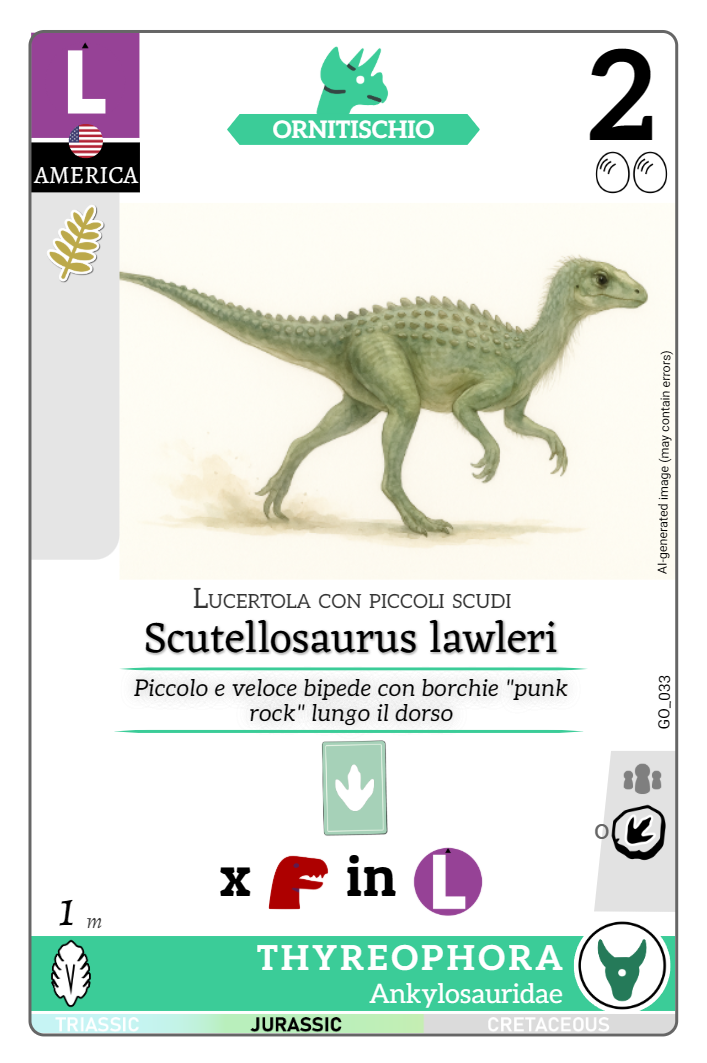 L
ORNITISCHIO
2
AMERICA
AI-generated image (may contain errors)
Lucertola con piccoli scudi
Scutellosaurus lawleri
Piccolo e veloce bipede con borchie "punk
rock" lungo il dorso
GO_033
o
x in L
1 m
THYREOPHORA
Ankylosauridae
TRIASSIC JURASSIC CRETACEOUS